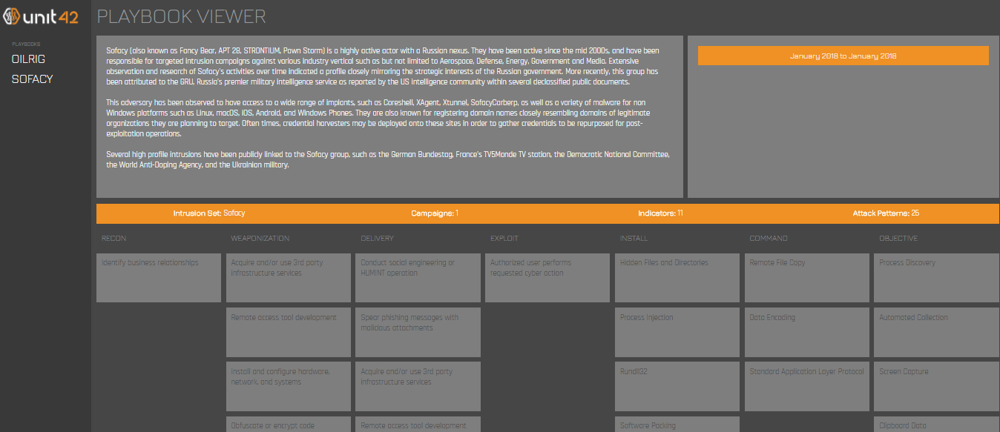 unit42
PLAYBOOK VIEWER
PLAYBOOKS
OILRIG
SOFACY
Sofacy (also known as Fancy Bear, APT 28, STRONTIUM, Pawn Storm) is a highly active actor with a Russian nexus. They have been active since the mid 2000s, and have been
responsible for targeted intrusion campaigns against various industry vertical such as but not limited to Aerospace, Defense, Energy, Government and Media. Extensive
observation and research of Sofacy's activities over time indicated a profile closely mirroring the strategic interests of the Russian government. More recently, this group has
been attributed to the GRU, Russia's premier military intelligence service as reported by the US intelligence community within several declassified public documents.
This adversary has been observed to have access to a wide range of implants, such as Coreshell, XAgent, Xtunnel, SofacyCarberp, as well as a variety of malware for non
Windows platforms such as Linux, macOS, iOS, Android, and Windows Phones. They are also known for registering domain names closely resembling domains of legitimate
organizations they are planning to target. Often times, credential harvesters may be deployed onto these sites in order to gather credentials to be repurposed for post-
exploitation operations.
Several high profile intrusions have been publicly linked to the Sofacy group, such as the German Bundestag, France's TV5Monde TV station, the Democratic National Committee,
the World Anti-Doping Agency, and the Ukrainian military.
January 2018 to January 2018
Intrusion Set: Sofacy
Campaigns: 1
Indicators: 11
Attack Patterns: 26
RECON
WEAPONIZATION
DELIVERY
EXPLOIT
INSTALL
COMMAND
OBJECTIVE
Identify business relationships
Acquire and/or use 3rd party
infrastructure services
Conduct social engineering or
HUMINT operation
Authorized user performs
requested cyber action
Hidden Files and Directories
Remote File Copy
Process Discovery
Remote access tool development
Spear phishing messages with
malicious attachments
Process Injection
Data Encoding
Automated Collection
Install and configure hardware,
network, and systems
Acquire and/or use 3rd party
infrastructure services
Rundll32
Standard Application Layer Protocol
Screen Capture
Obfuscate or encrypt code
Remote access tool development
Software Packing
Clipboard Data